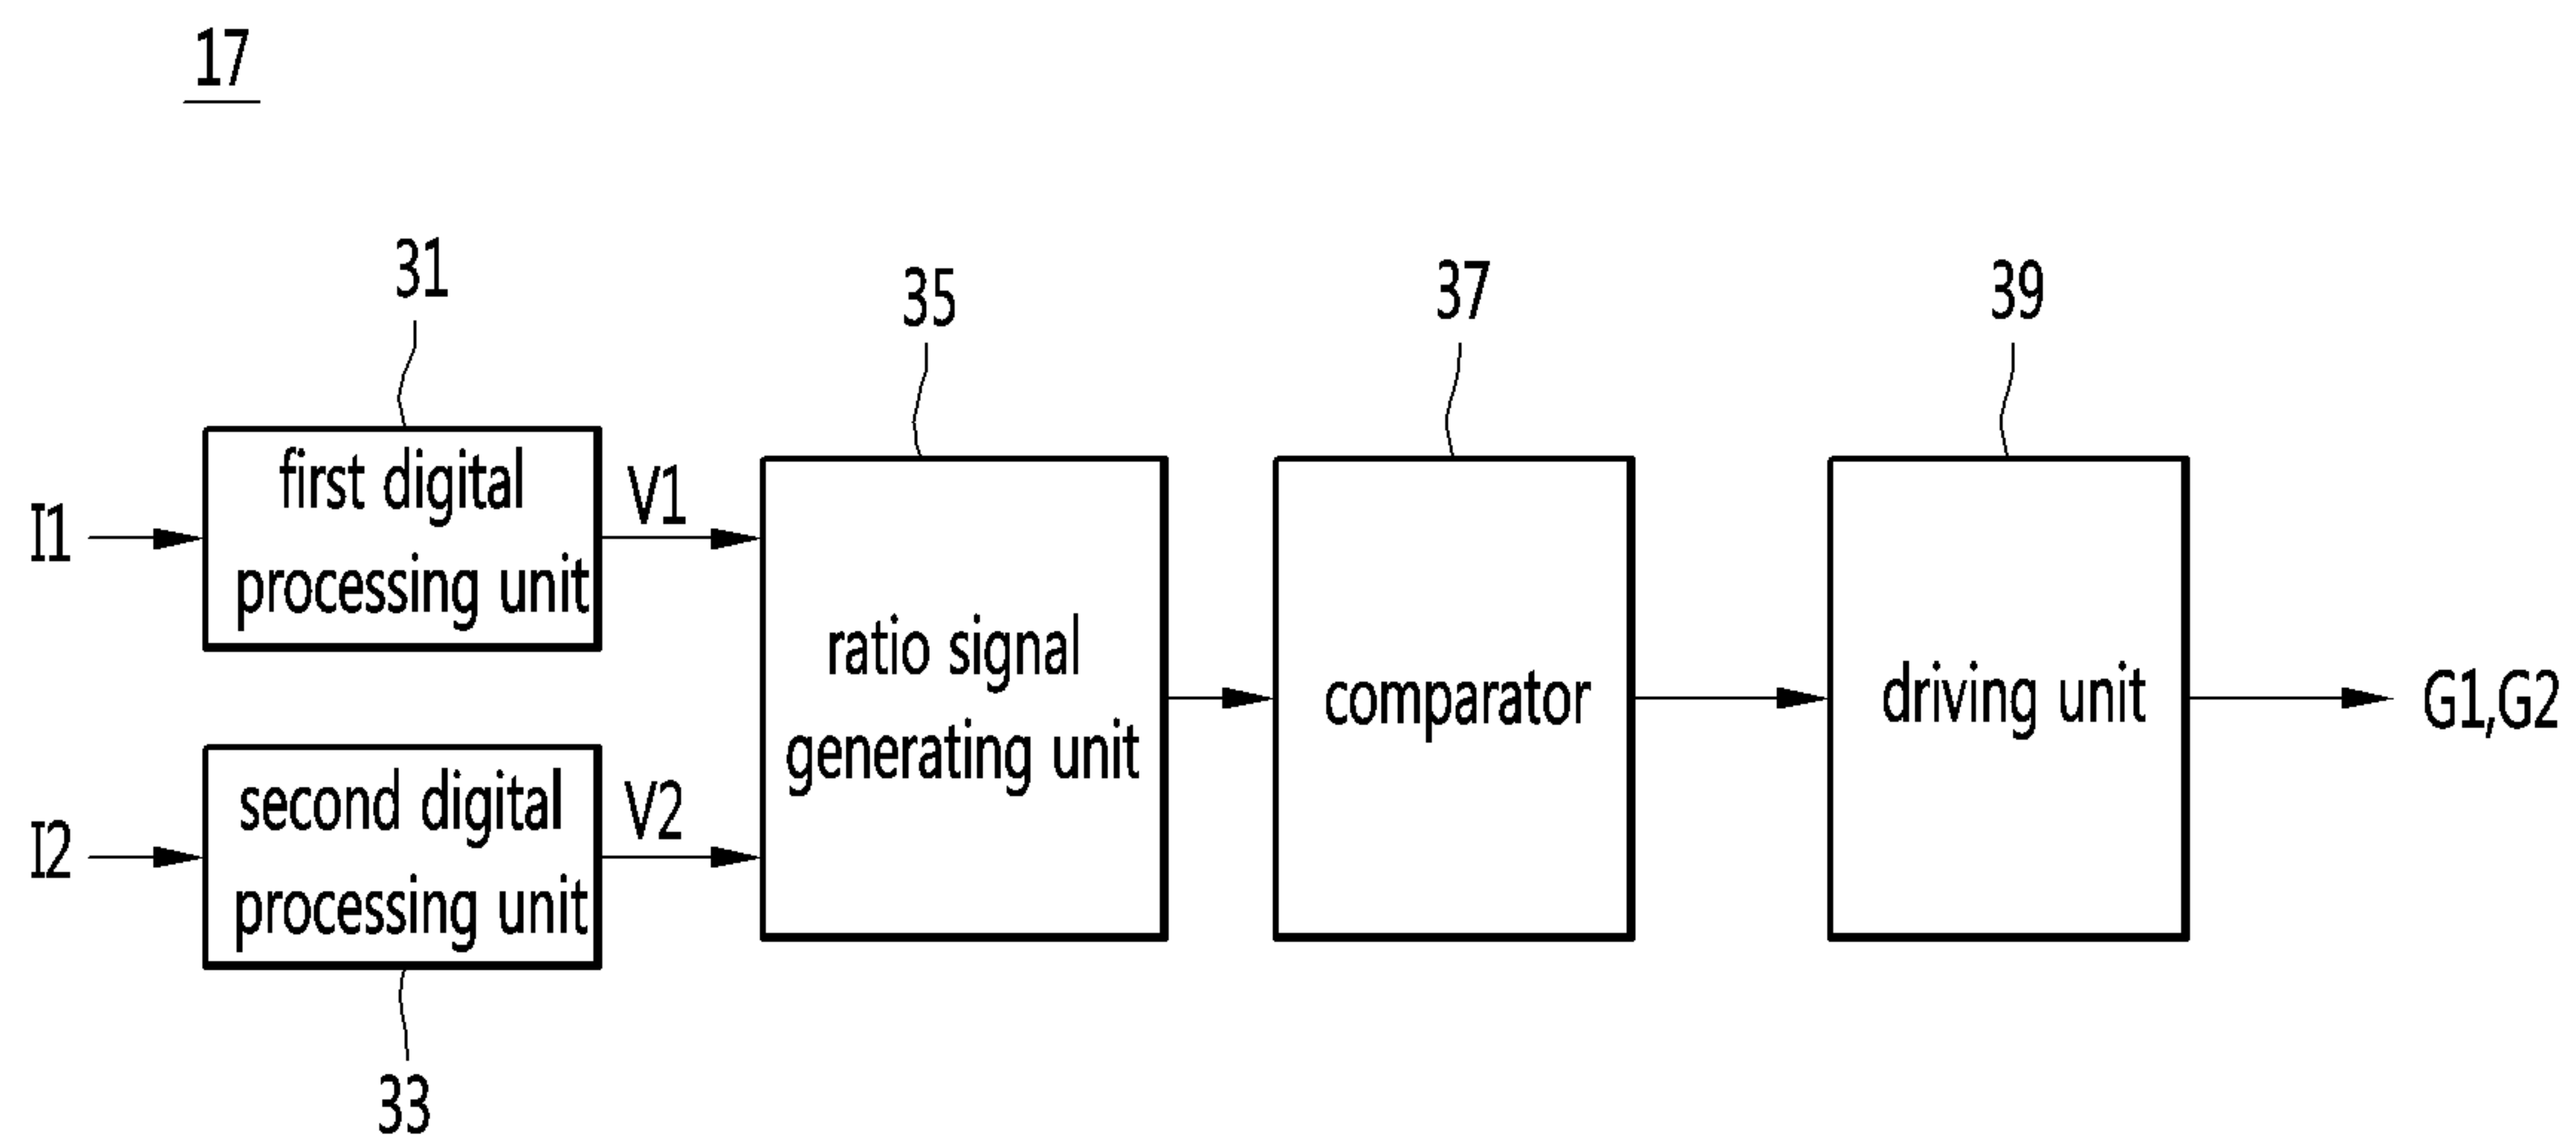 17
31
35
37
39
I1
first digital
processing unit
V1
ratio signal
generating unit
comparator
driving unit
G1,G2
I2
second digital
processing unit
V2
33